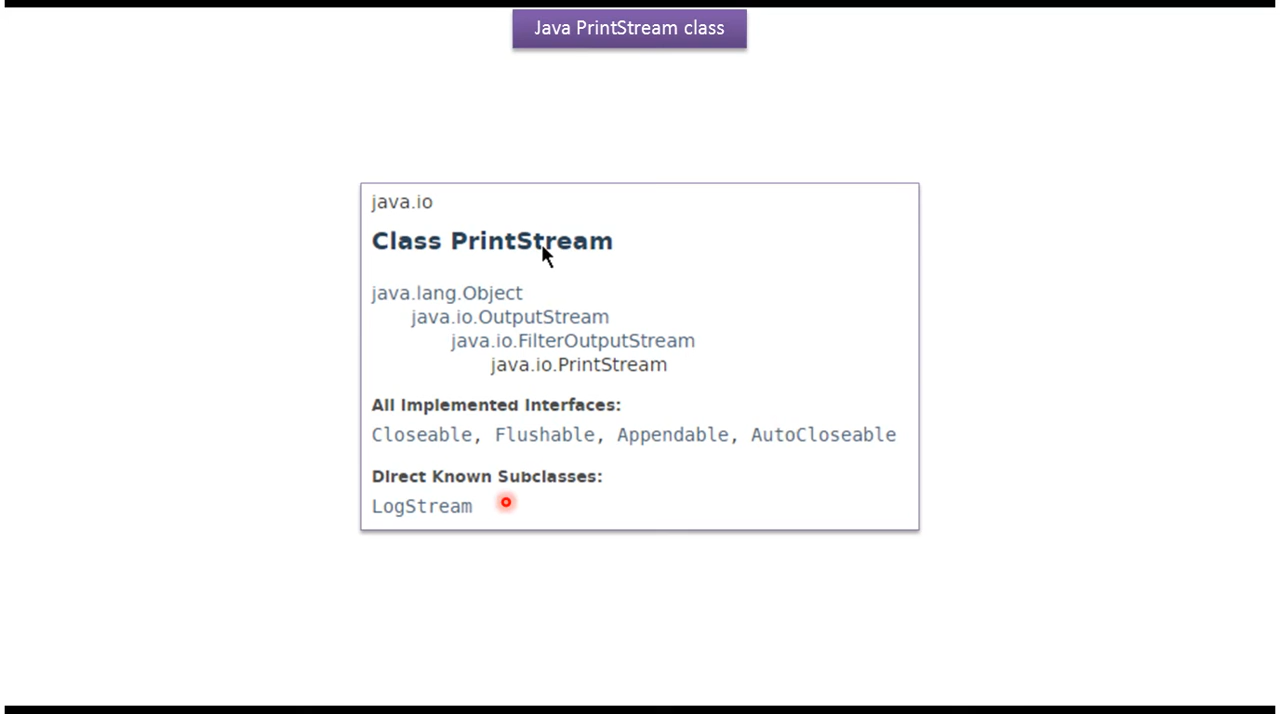 Java PrintStream class
java.io
Class PrintStream
java.lang.Object
java.io.OutputStream
java.io.FilterOutputStream
java.io.PrintStream
All Implemented Interfaces:
Closeable, Flushable, Appendable, AutoCloseable
Direct Known Subclasses:
LogStream